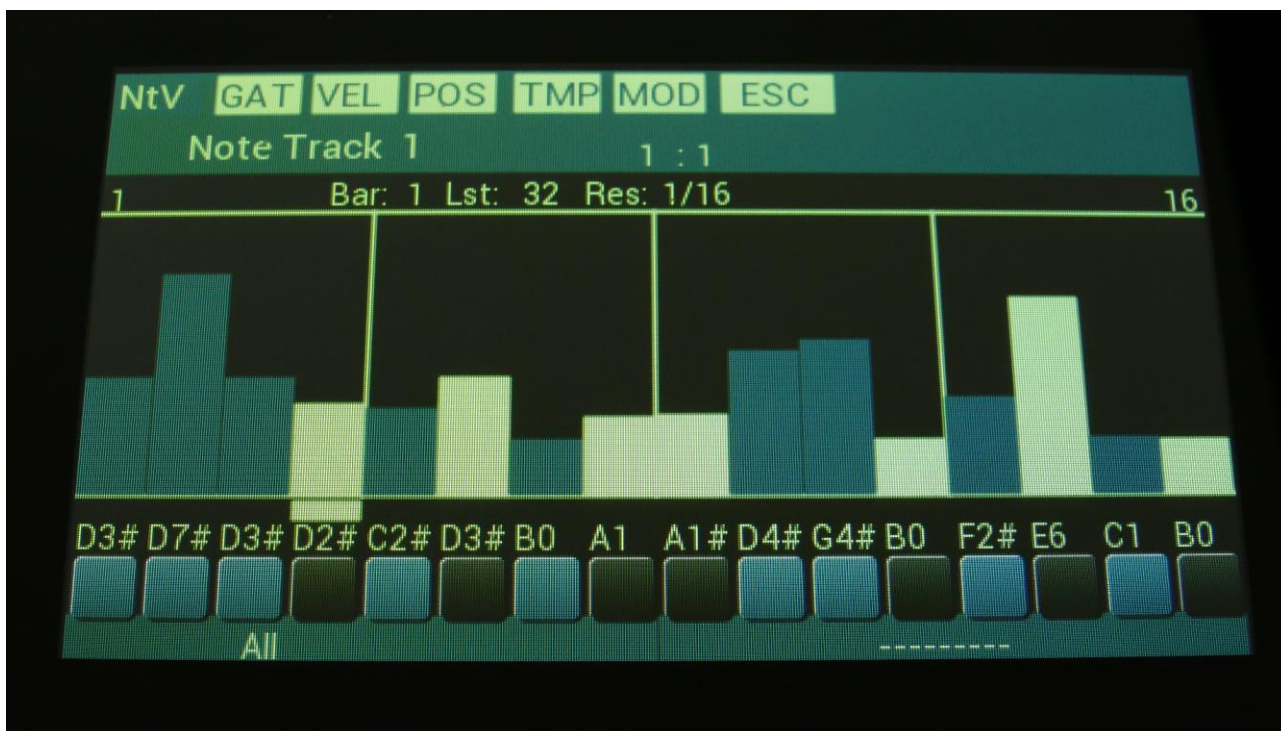 NtV GAT VEL POS TMP MOD ESC
Note Track 1 1 : 1
1 Bar: 1 Lst: 32 Res: 1/16 16
D3# D7# D3# D2# C2# D3# B0 A1 A1# D4# G4# B0 F2# E6 C1 B0
All ---------